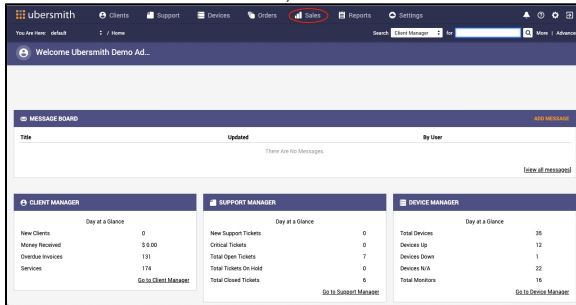 ubersmith Clients Support Devices Orders Sales Reports Settings
You Are Here: default / Home Search Client Manager for More | Advance
Welcome Ubersmith Demo Ad...
MESSAGE BOARD ADD MESSAGE
Title Updated By User
There Are No Messages.
[view all messages]
CLIENT MANAGER
Day at a Glance
New Clients 0
Money Received $ 0.00
Overdue Invoices 131
Services 174
Go to Client Manager
SUPPORT MANAGER
Day at a Glance
New Support Tickets 0
Critical Tickets 0
Total Open Tickets 7
Total Tickets On Hold 0
Total Closed Tickets 6
Go to Support Manager
DEVICE MANAGER
Day at a Glance
Total Devices 35
Devices Up 12
Devices Down 1
Devices N/A 22
Total Monitors 16
Go to Device Manager